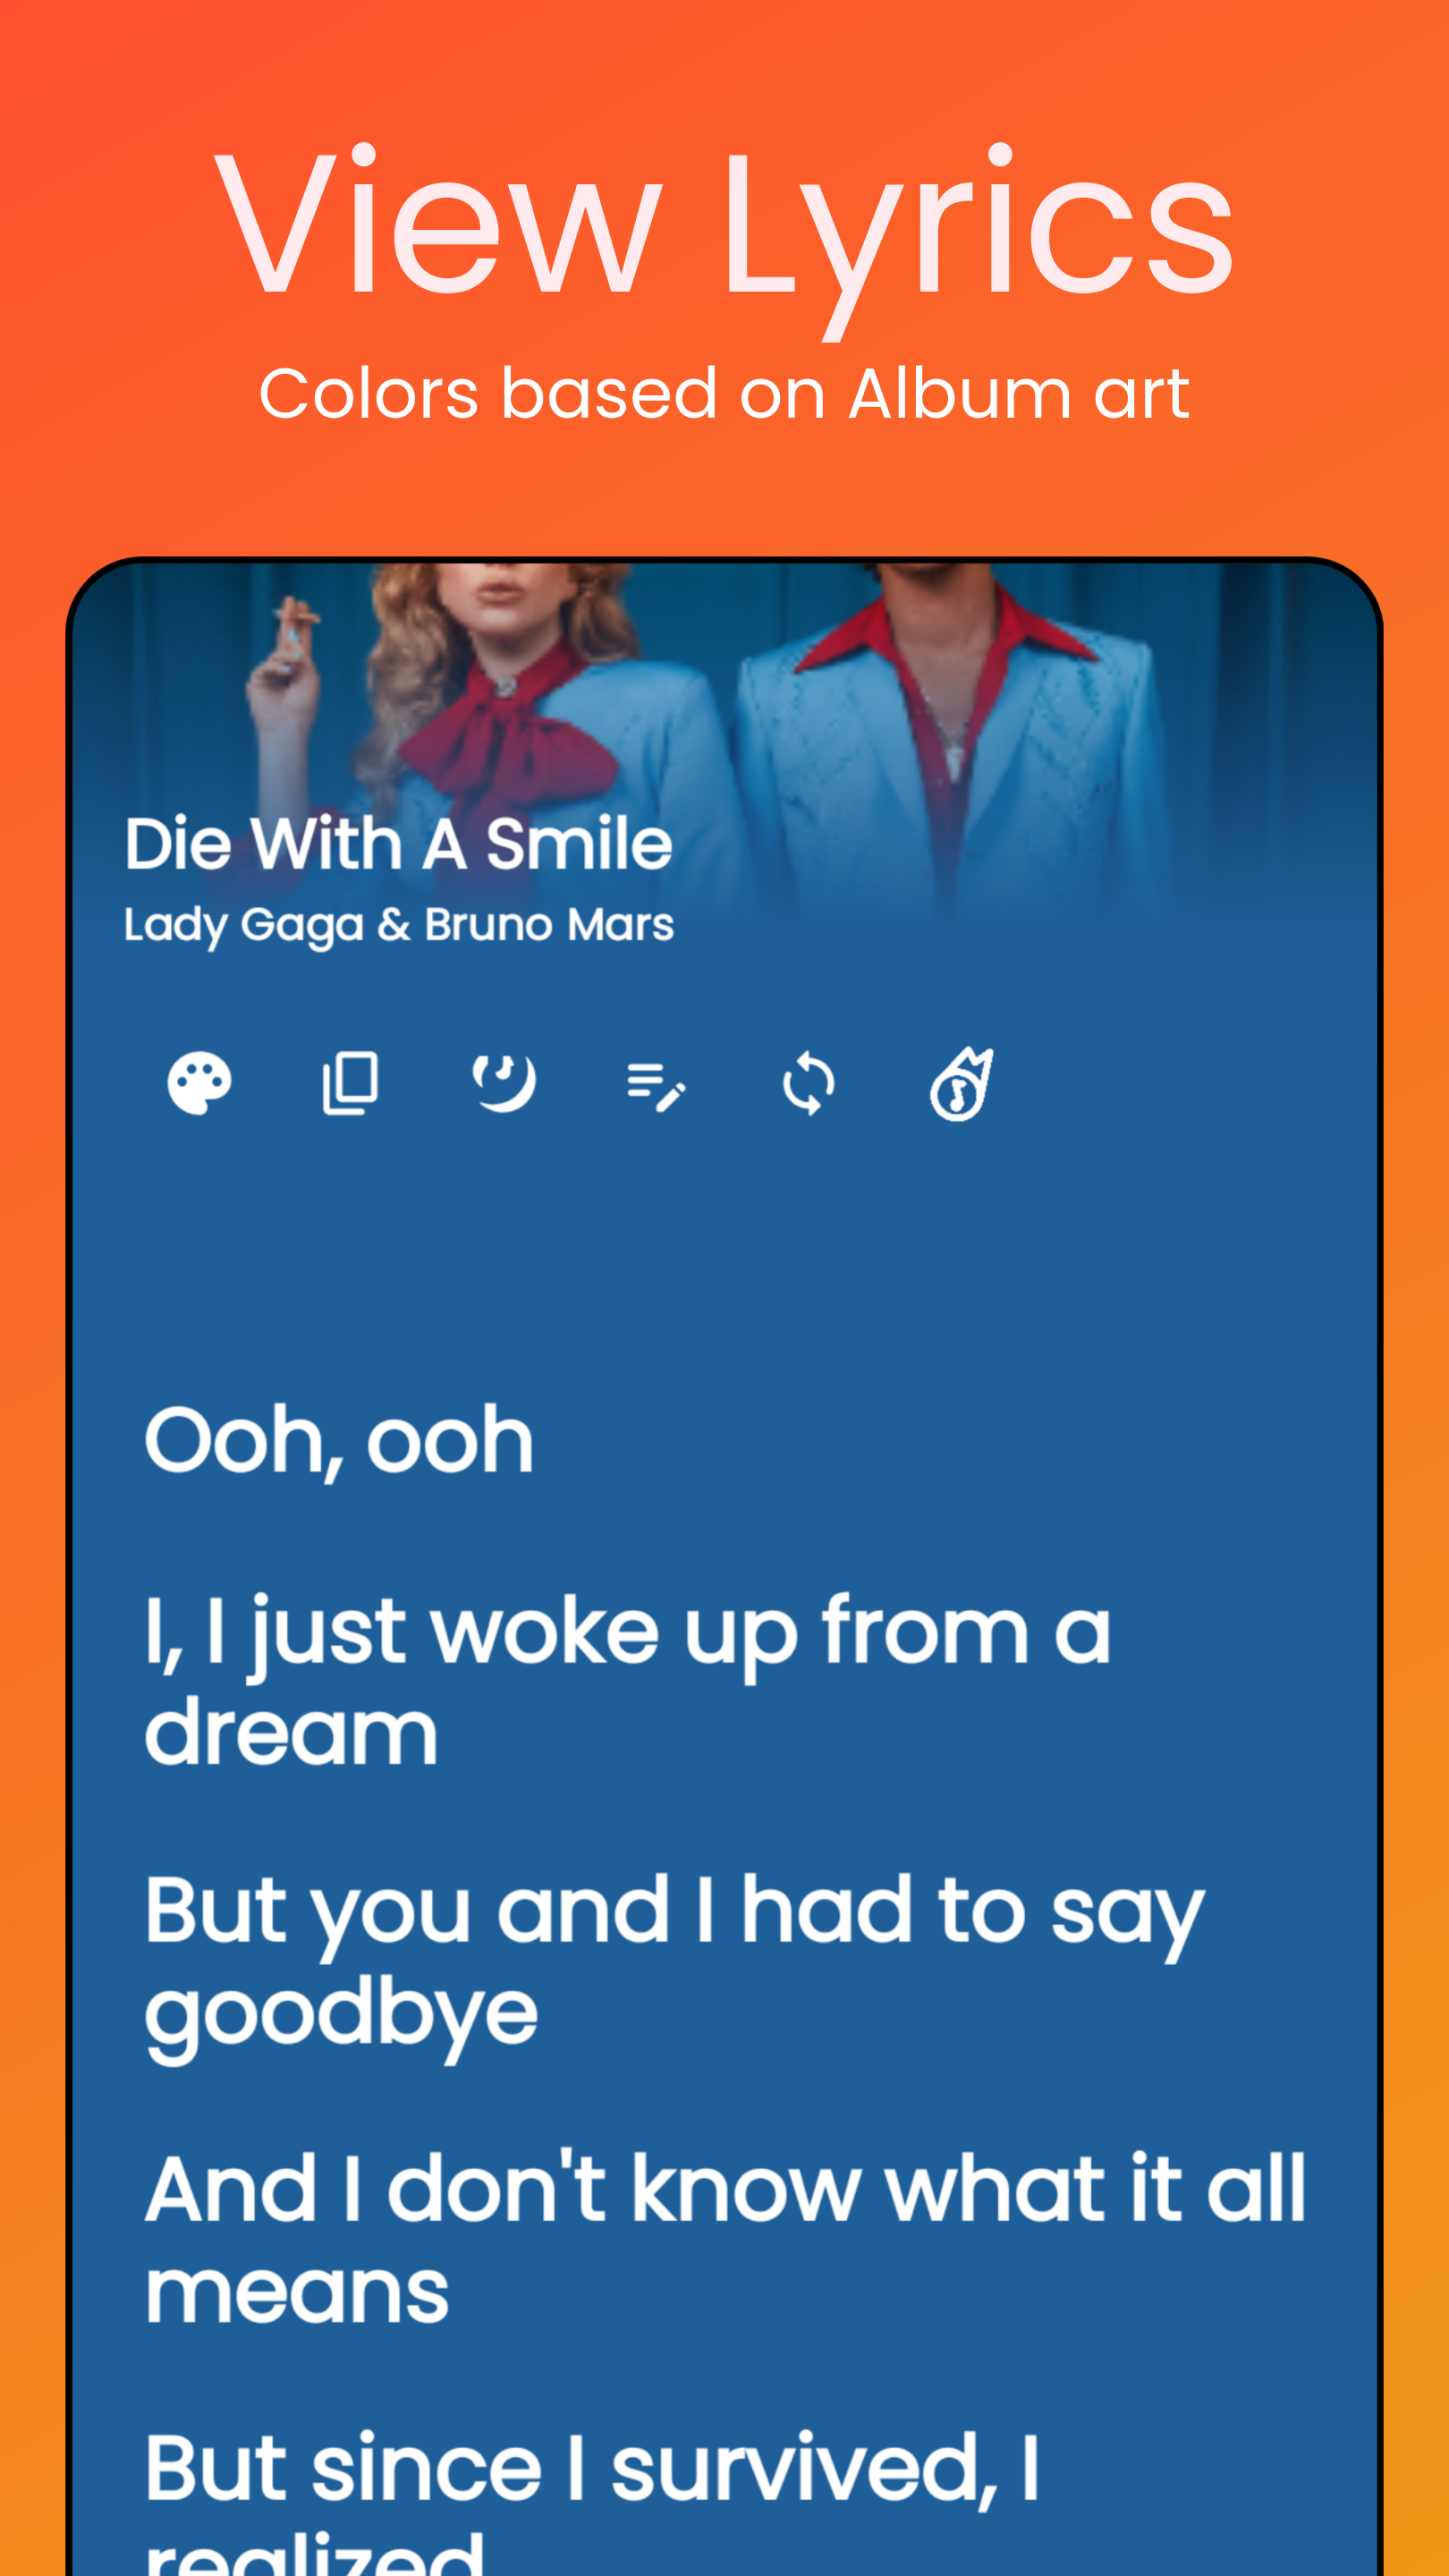 View Lyrics
Colors based on Album art
Die With A Smile
Lady Gaga & Bruno Mars
Ooh, ooh
I, I just woke up from a
dream
But you and I had to say
goodbye
And I don't know what it all
means
But since I survived, I
realized